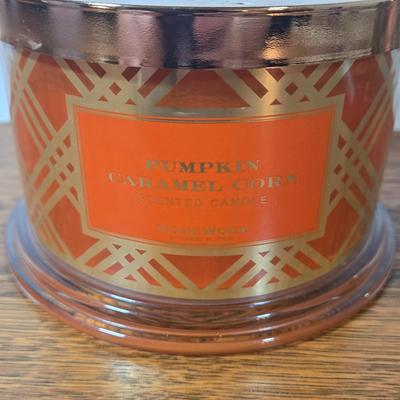 PUMPKIN
CARAMEL CORN
SCENTED CANDLE
HOMEWORX